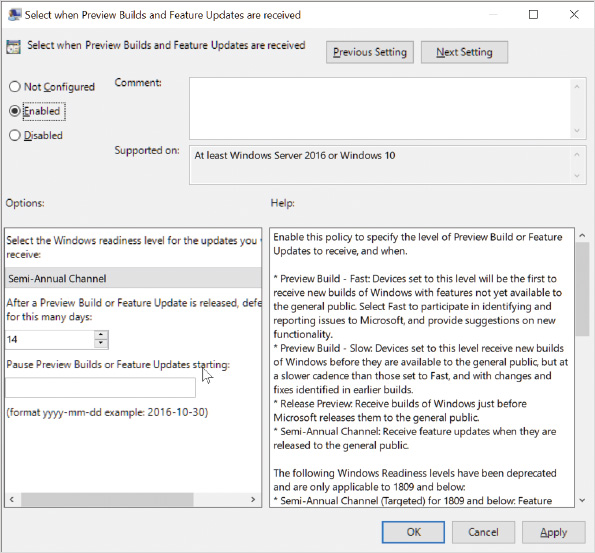 Select when Preview Builds and Feature Updates are received
Select when Preview Builds and Feature Updates are received
Previous Setting
Next Setting
Not Configured
Enabled
Disabled
Comment:
Supported on:
At least Windows Server 2016 or Windows 10
Options:
Help:
Select the Windows readiness level for the updates you
receive:
Semi-Annual Channel
After a Preview Build or Feature Update is released, defe
for this many days:
14
Pause Preview Builds or Feature Updates starting:
(format yyyy-mm-dd example: 2016-10-30)
Enable this policy to specify the level of Preview Build or Feature
Updates to receive, and when.
* Preview Build - Fast: Devices set to this level will be the first to
receive new builds of Windows with features not yet available to
the general public. Select Fast to participate in identifying and
reporting issues to Microsoft, and provide suggestions on new
functionality.
* Preview Build - Slow: Devices set to this level receive new builds
of Windows before they are available to the general public, but at
a slower cadence than those set to Fast, and with changes and
fixes identified in earlier builds.
* Release Preview: Receive builds of Windows just before
Microsoft releases them to the general public.
* Semi-Annual Channel: Receive feature updates when they are
released to the general public.
The following Windows Readiness levels have been deprecated
and are only applicable to 1809 and below:
* Semi-Annual Channel (Targeted) for 1809 and below: Feature
OK
Cancel
Apply